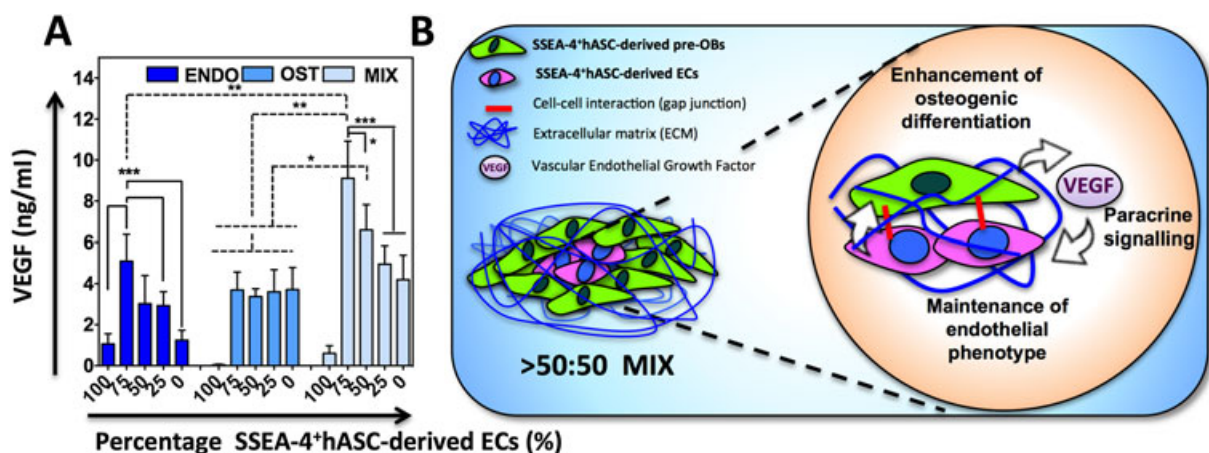 A
ENDO
OST
MIX
14
12
10
8
6
4
2
0
VEGF (ng/ml)
**
**
***
*
*
***
100
75
50
25
0
100
75
50
25
0
100
75
50
25
0
Percentage SSEA-4⁺hASC-derived ECs (%)
B
SSEA-4⁺hASC-derived pre-OBs
SSEA-4⁺hASC-derived ECs
Cell-cell interaction (gap junction)
Extracellular matrix (ECM)
VEGF
Vascular Endothelial Growth Factor
>50:50 MIX
Enhancement of
osteogenic
differentiation
VEGF
Paracrine
signalling
Maintenance of
endothelial
phenotype